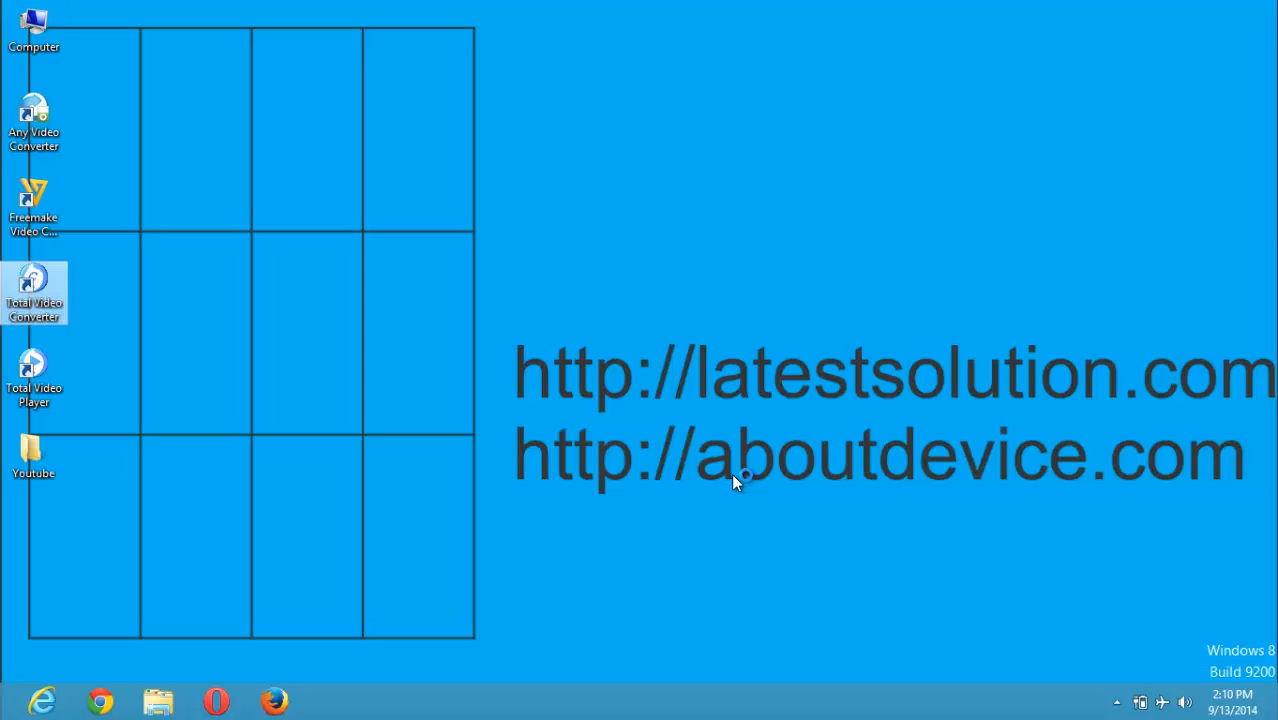 Computer
Any Video
Converter
Freemake
Video C...
Total Video
Converter
Total Video
Player
Youtube
http://latestsolution.com
http://aboutdevice.com
Windows 8
Build 9200
2:10 PM
9/13/2014